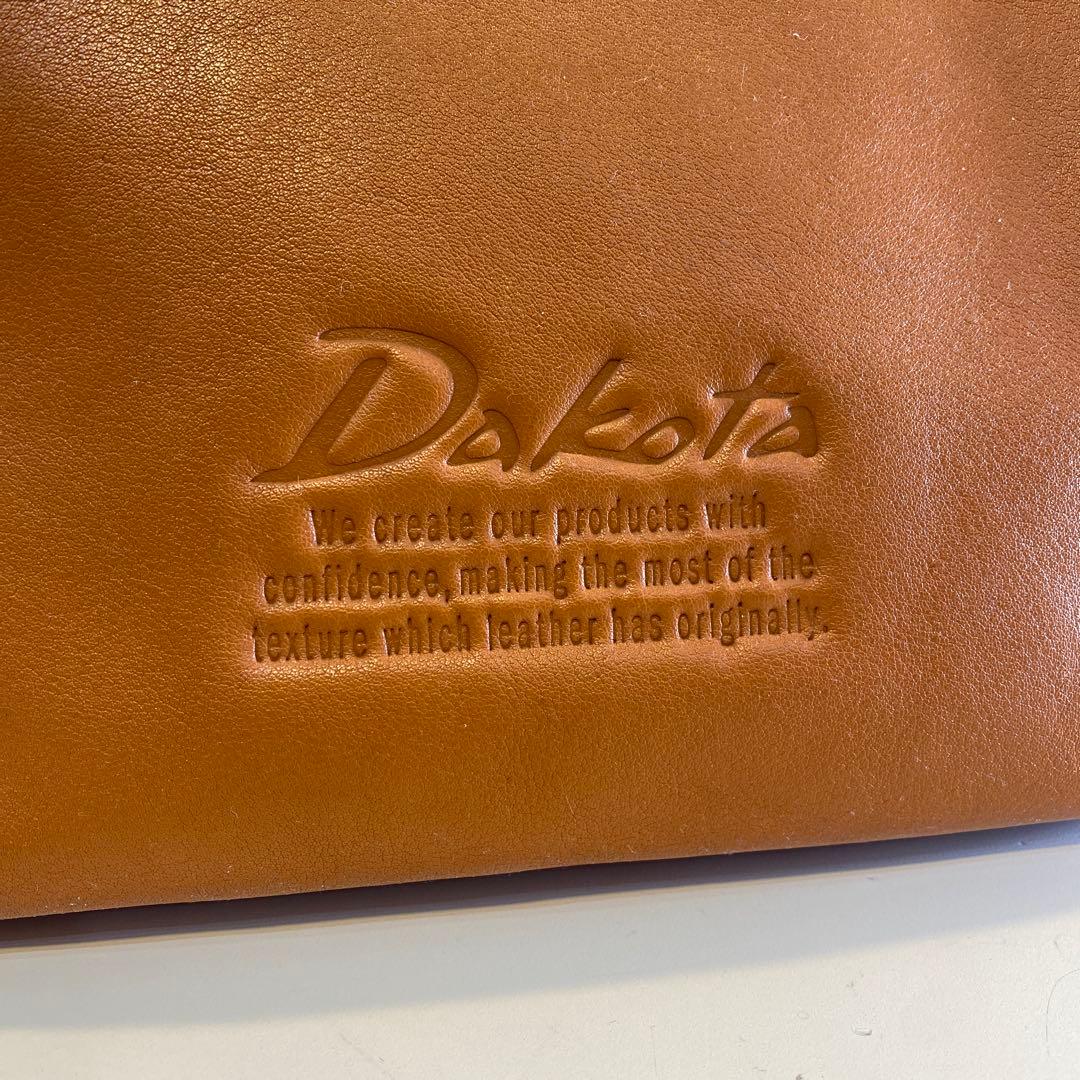 Dakota
We create our products with
confidence, making the most of the
texture which leather has originally.